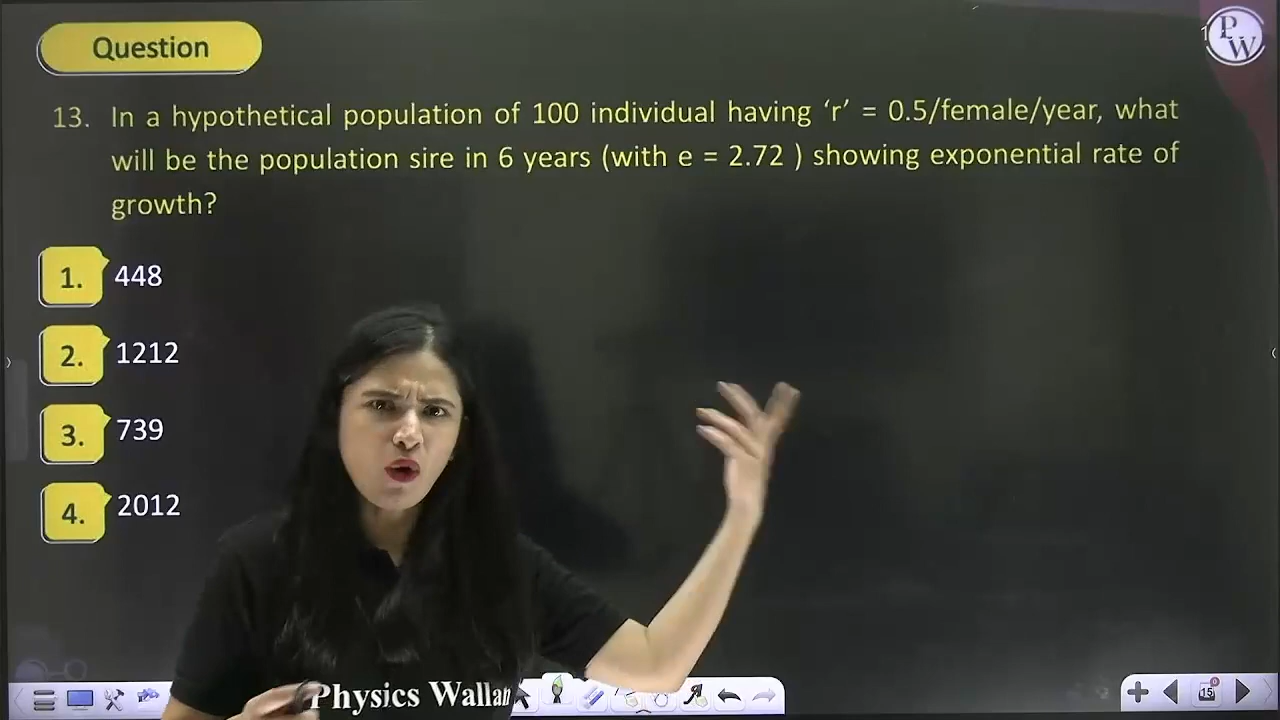 Question
PW
13. In a hypothetical population of 100 individual having ‘r’ = 0.5/female/year, what
will be the population sire in 6 years (with e = 2.72 ) showing exponential rate of
growth?
1. 448
2. 1212
3. 739
4. 2012
Physics Wallah
15